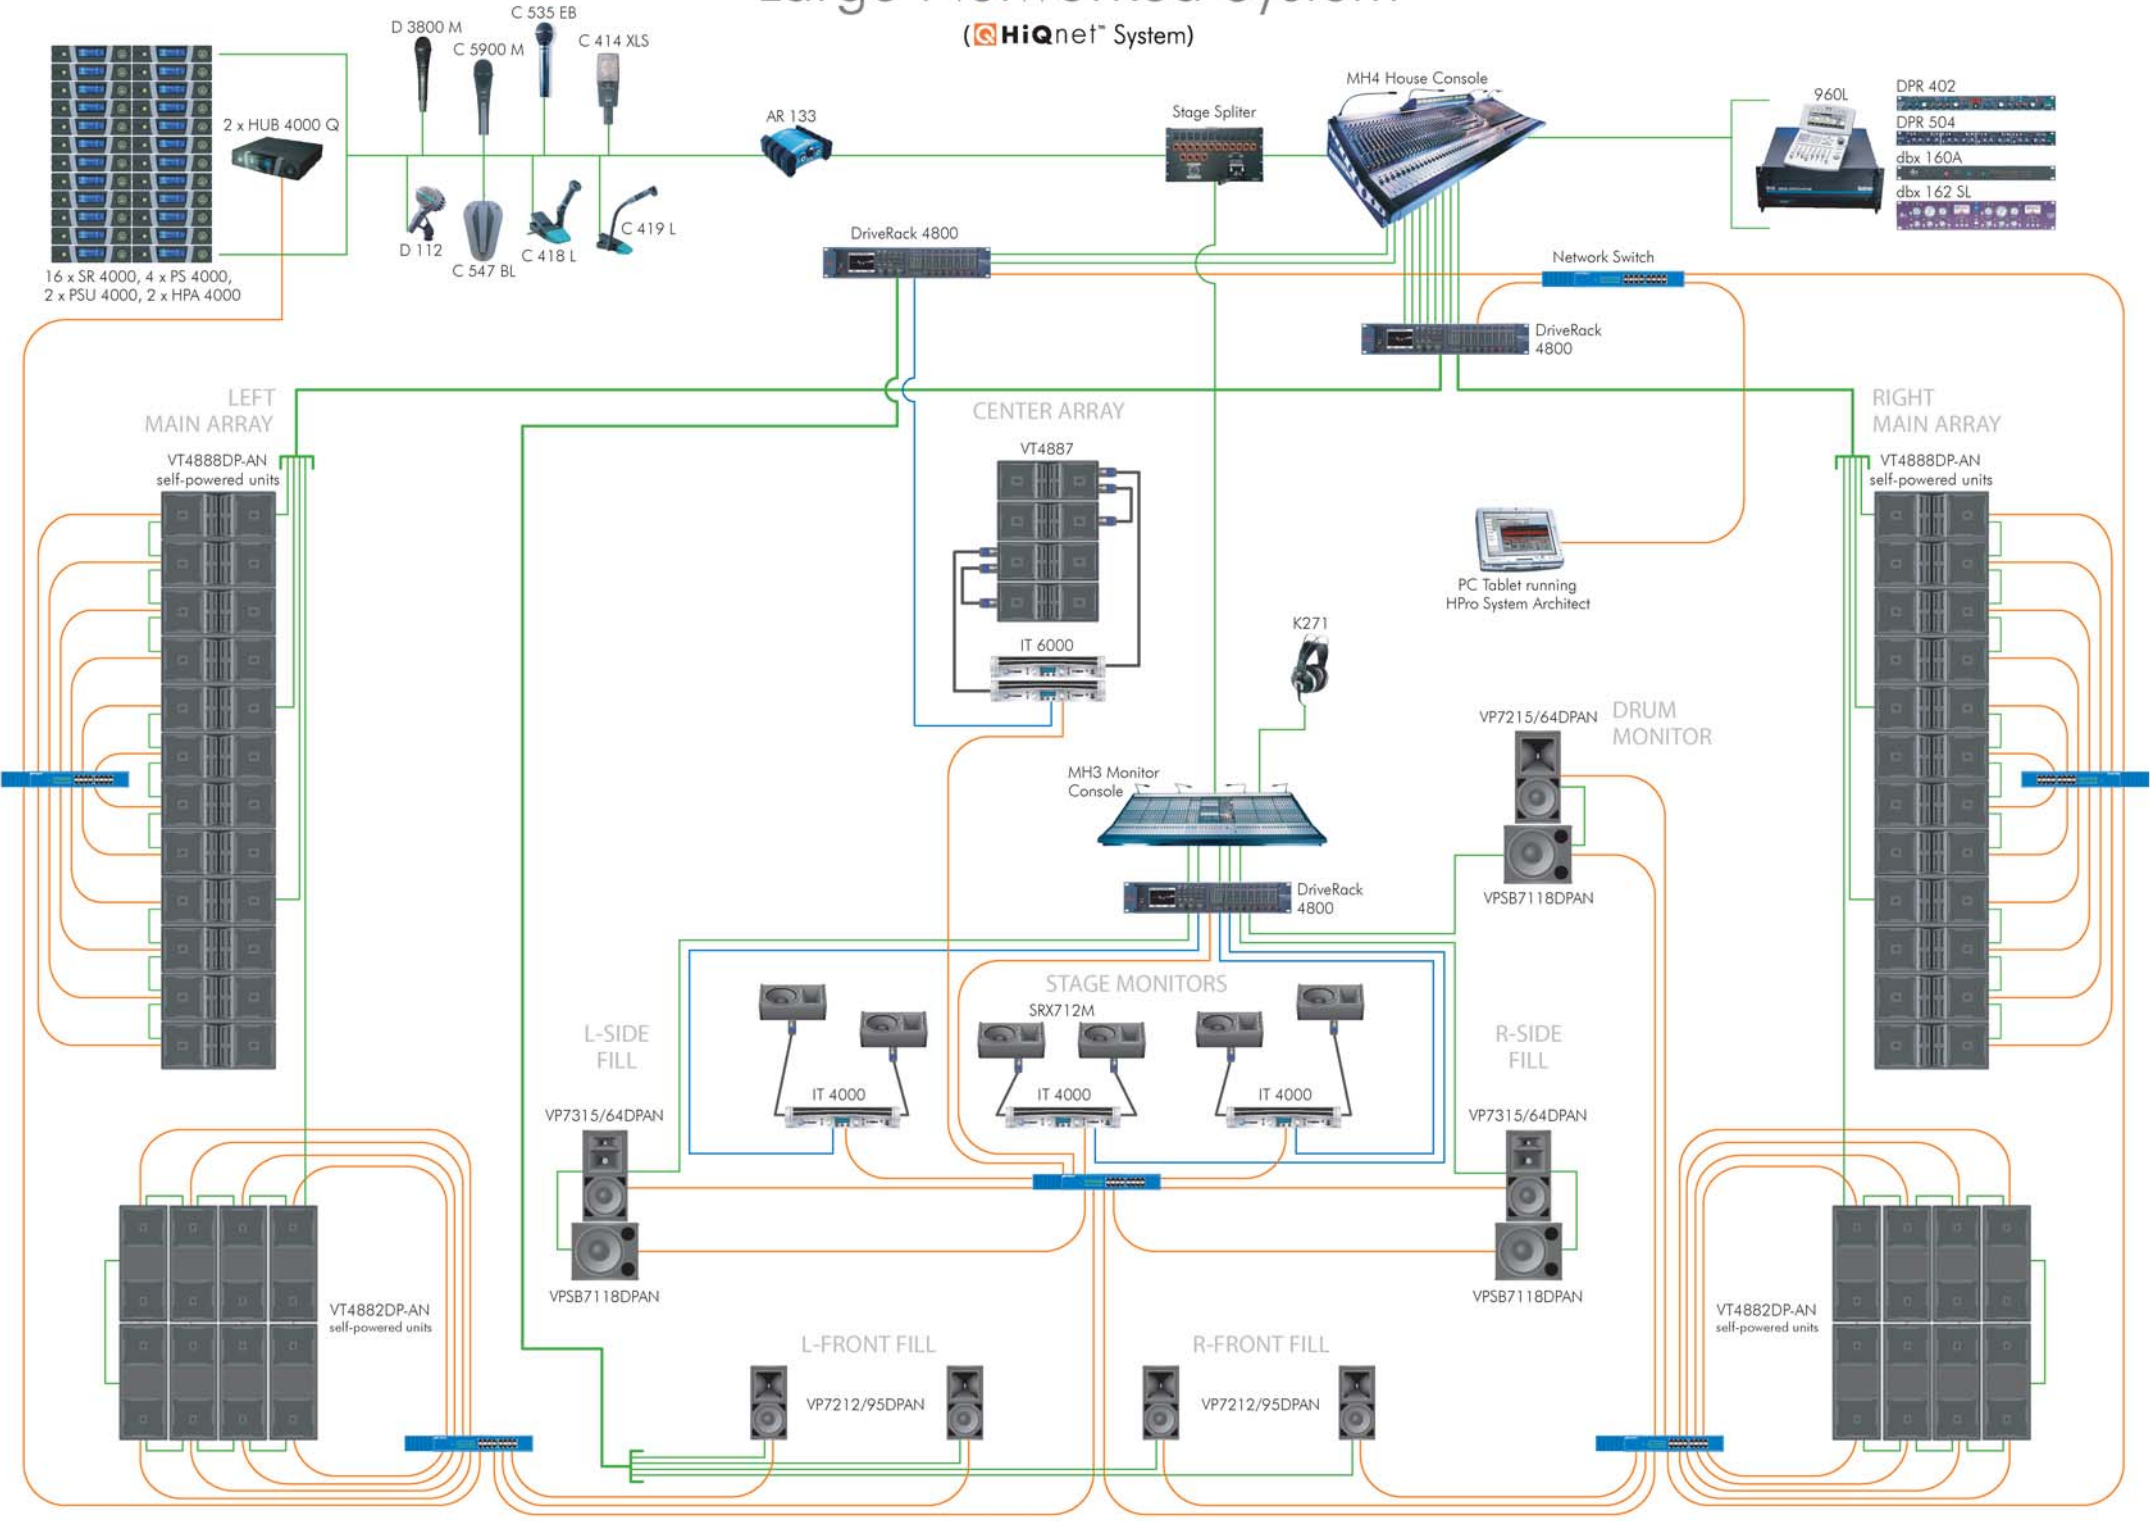 (HiQnet™ System)
D 3800 M
C 5900 M
C 535 EB
C 414 XLS
2 x HUB 4000 Q
AR 133
Stage Spliter
MH4 House Console
960L
DPR 402
DPR 504
dbx 160A
dbx 162 SL
D 112
C 547 BL
C 418 L
C 419 L
16 x SR 4000, 4 x PS 4000,
2 x PSU 4000, 2 x HPA 4000
DriveRack 4800
Network Switch
DriveRack
4800
LEFT
MAIN ARRAY
VT4888DP-AN
self-powered units
CENTER ARRAY
VT4887
IT 6000
RIGHT
MAIN ARRAY
VT4888DP-AN
self-powered units
PC Tablet running
HPro System Architect
K271
MH3 Monitor
Console
VP7215/64DPAN
DRUM
MONITOR
VPSB7118DPAN
DriveRack
4800
STAGE MONITORS
SRX712M
L-SIDE
FILL
IT 4000
IT 4000
IT 4000
R-SIDE
FILL
VP7315/64DPAN
VPSB7118DPAN
VP7315/64DPAN
VPSB7118DPAN
VT4882DP-AN
self-powered units
VT4882DP-AN
self-powered units
L-FRONT FILL
VP7212/95DPAN
R-FRONT FILL
VP7212/95DPAN